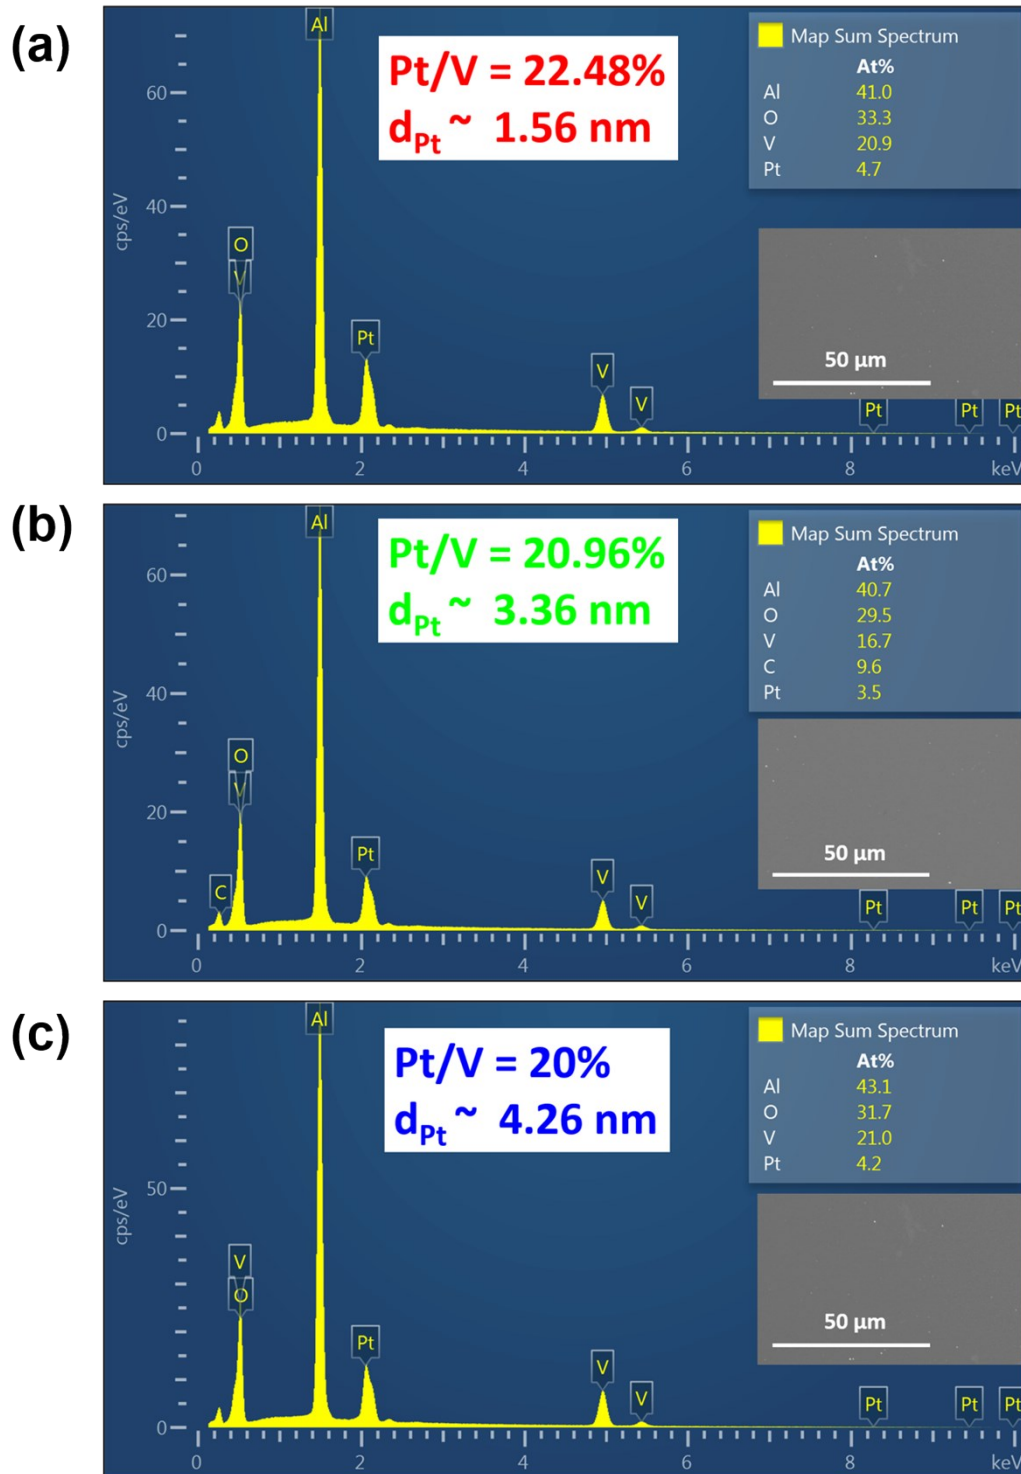 (a)
Al
Pt/V = 22.48%
dPt ~ 1.56 nm
Map Sum Spectrum
At%
Al 41.0
O 33.3
V 20.9
Pt 4.7
60
40
20
0
cps/eV
O
V
Pt
V
V
50 µm
Pt
Pt
Pt
0 2 4 6 8 keV
(b)
Al
Pt/V = 20.96%
dPt ~ 3.36 nm
Map Sum Spectrum
At%
Al 40.7
O 29.5
V 16.7
C 9.6
Pt 3.5
60
40
20
0
cps/eV
O
V
C
Pt
V
V
50 µm
Pt
Pt
Pt
0 2 4 6 8 keV
(c)
Al
Pt/V = 20%
dPt ~ 4.26 nm
Map Sum Spectrum
At%
Al 43.1
O 31.7
V 21.0
Pt 4.2
50
0
cps/eV
V
O
Pt
V
V
50 µm
Pt
Pt
Pt
0 2 4 6 8 keV